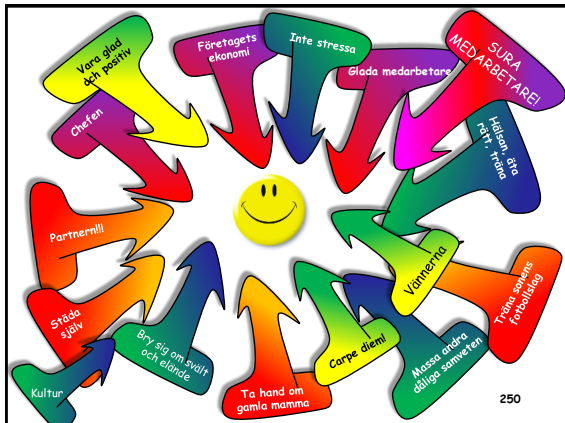 Vara glad
och positiv
Företagets
ekonomi
Inte stressa
Glada medarbetare
SURA
MEDARBETARE!
Chefen
Hälsan, äta
rätt, träna
Partnern!!!
Vännerna
Träna sonens
fotbollslag
Städa
själv
Bry sig om svält
och elände
Carpe diem!
Massa andra
dåliga samveten
Kultur
Ta hand om
gamla mamma
250